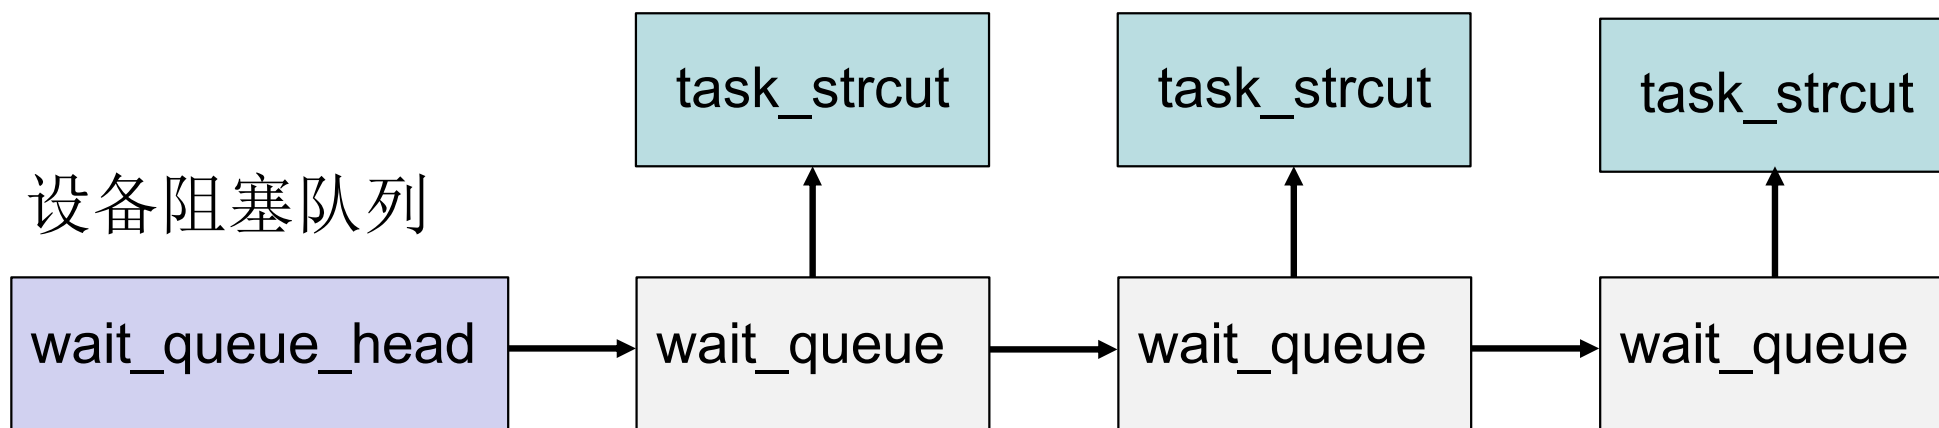 task_strcut task_strcut task_strcut
设备阻塞队列
wait_queue_head wait_queue wait_queue wait_queue